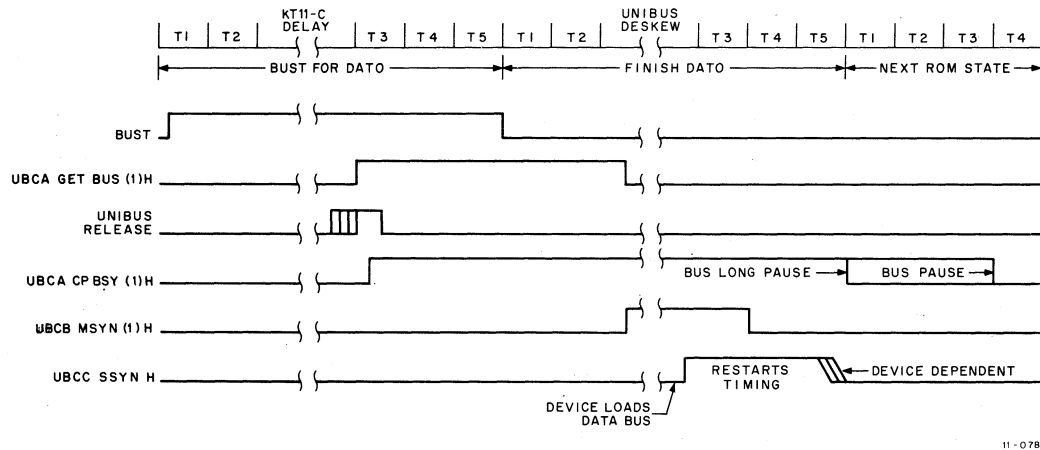 KT11-C
DELAY
UNIBUS
DESKEW
T1 T2 T3 T4 T5 T1 T2 T3 T4 T5 T1 T2 T3 T4
BUST FOR DATO FINISH DATO NEXT ROM STATE
BUST
UBCA GET BUS (1)H
UNIBUS
RELEASE
UBCA CPBSY (1)H BUS LONG PAUSE BUS PAUSE
UBCB MSYN (1) H
UBCC SSYN H RESTARTS
TIMING DEVICE DEPENDENT
DEVICE LOADS
DATA BUS
11-078